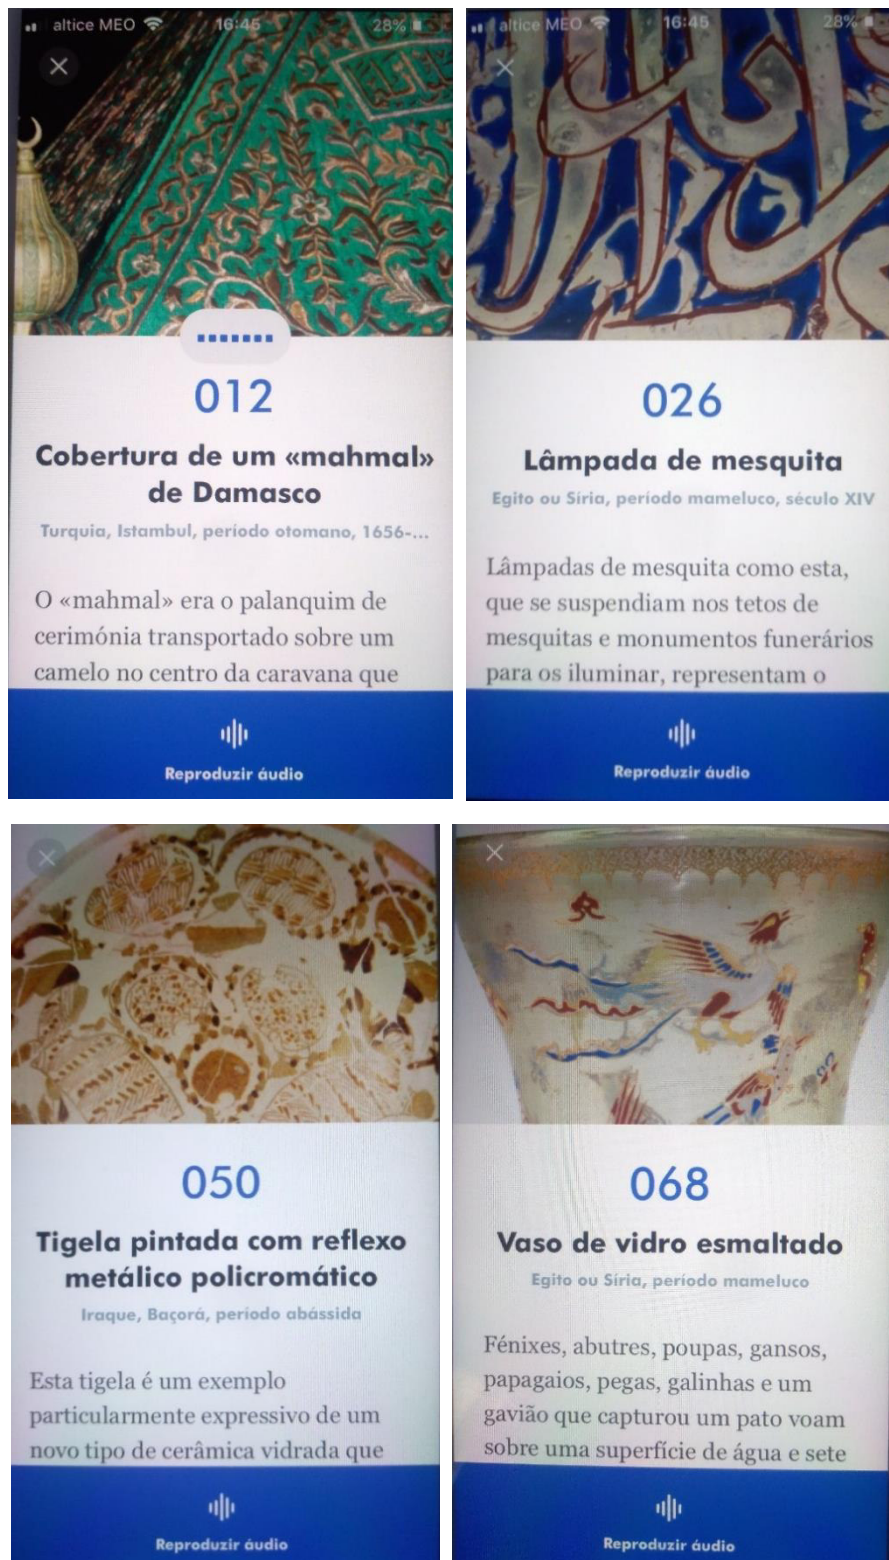 altice MEO 16:45 28%
012
Cobertura de um «mahmal»
de Damasco
Turquia, Istambul, período otomano, 1656-...
O «mahmal» era o palanquim de
cerimónia transportado sobre um
camelo no centro da caravana que
Reproduzir áudio
altice MEO 16:45 28%
026
Lâmpada de mesquita
Egito ou Síria, período mameluco, século XIV
Lâmpadas de mesquita como esta,
que se suspendiam nos tetos de
mesquitas e monumentos funerários
para os iluminar, representam o
Reproduzir áudio
050
Tigela pintada com reflexo
metálico policromático
Iraque, Baçorá, período abássida
Esta tigela é um exemplo
particularmente expressivo de um
novo tipo de cerâmica vidrada que
Reproduzir áudio
068
Vaso de vidro esmaltado
Egito ou Síria, período mameluco
Fénixes, abutres, poupas, gansos,
papagaios, pegas, galinhas e um
gavião que capturou um pato voam
sobre uma superfície de água e sete
Reproduzir áudio